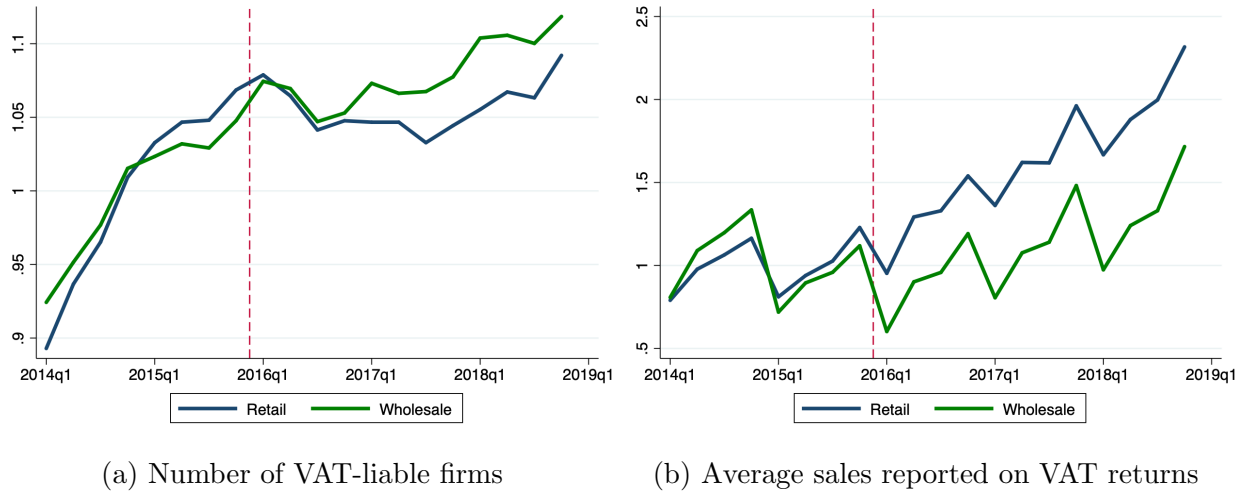 1.1
1.05
1
.95
.9
2014q1 2015q1 2016q1 2017q1 2018q1 2019q1
Retail Wholesale
(a) Number of VAT-liable firms
2.5
2
1.5
1
.5
2014q1 2015q1 2016q1 2017q1 2018q1 2019q1
Retail Wholesale
(b) Average sales reported on VAT returns